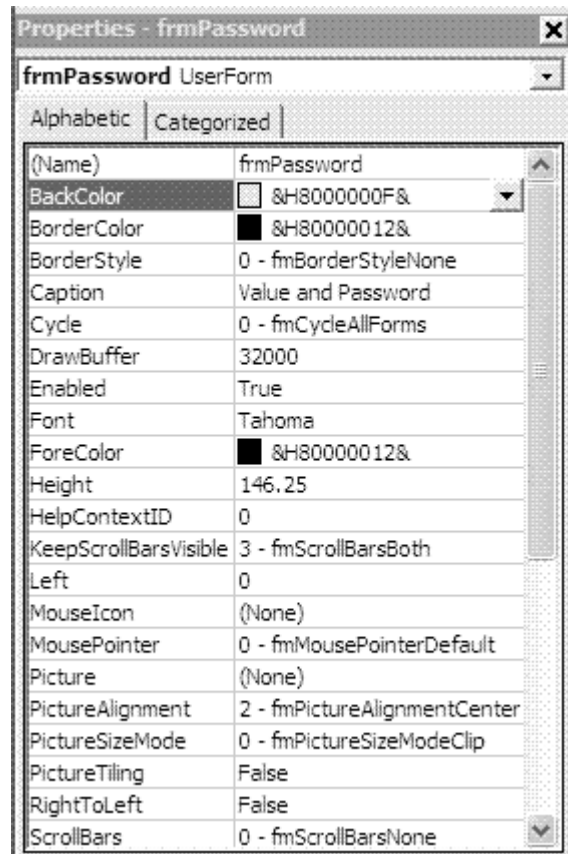 Properties - frmPassword
frmPassword UserForm
Alphabetic Categorized
(Name) frmPassword
BackColor &H8000000F&
BorderColor &H80000012&
BorderStyle 0 - fmBorderStyleNone
Caption Value and Password
Cycle 0 - fmCycleAllForms
DrawBuffer 32000
Enabled True
Font Tahoma
ForeColor &H80000012&
Height 146.25
HelpContextID 0
KeepScrollBarsVisible 3 - fmScrollBarsBoth
Left 0
MouseIcon (None)
MousePointer 0 - fmMousePointerDefault
Picture (None)
PictureAlignment 2 - fmPictureAlignmentCenter
PictureSizeMode 0 - fmPictureSizeModeClip
PictureTiling False
RightToLeft False
ScrollBars 0 - fmScrollBarsNone